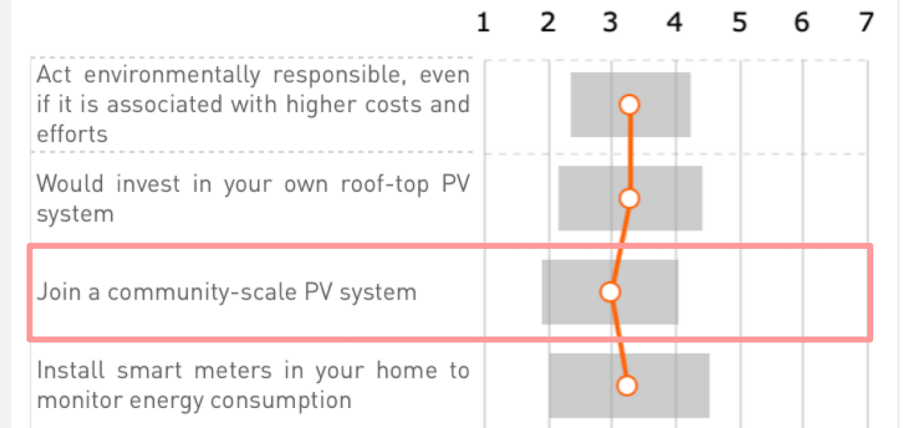 1 2 3 4 5 6 7
Act environmentally responsible, even
if it is associated with higher costs and
efforts
Would invest in your own roof-top PV
system
Join a community-scale PV system
Install smart meters in your home to
monitor energy consumption